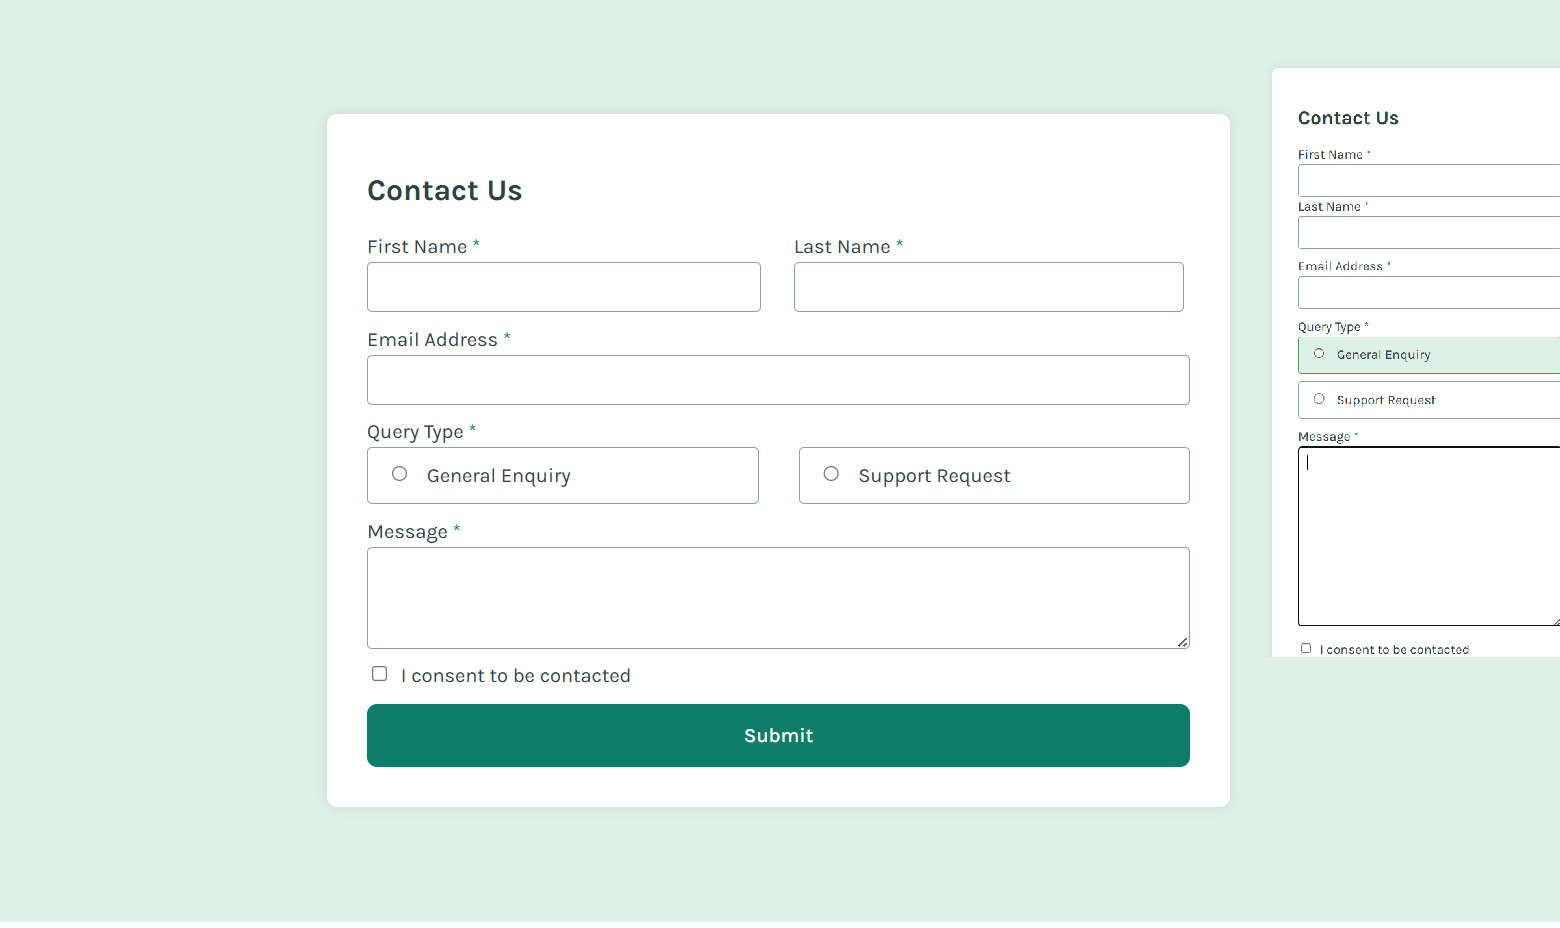 Contact Us
First Name * Last Name *
Email Address *
Query Type *
General Enquiry Support Request
Message *
I consent to be contacted
Submit
Contact Us
First Name *
Last Name *
Email Address *
Query Type *
General Enquiry
Support Request
Message *
I consent to be contacted